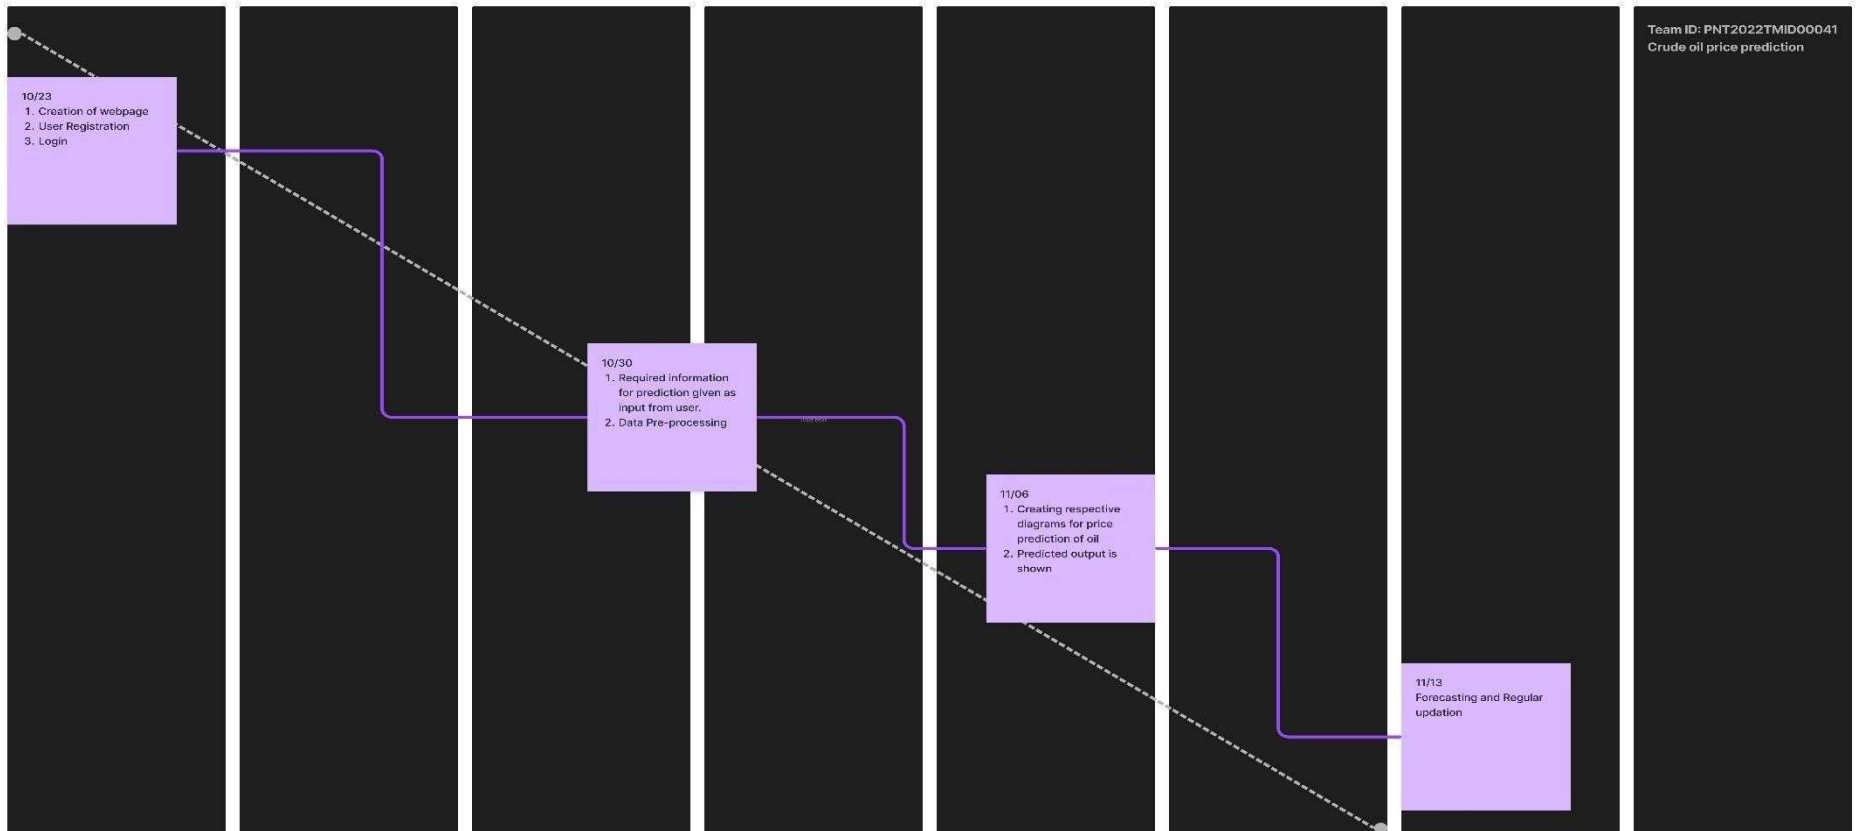 Team ID: PNT2022TMID00041
Crude oil price prediction
10/23
1. Creation of webpage
2. User Registration
3. Login
10/30
1. Required information
for prediction given as
input from user.
2. Data Pre-processing
11/06
1. Creating respective
diagrams for price
prediction of oil
2. Predicted output is
shown
11/13
Forecasting and Regular
updation